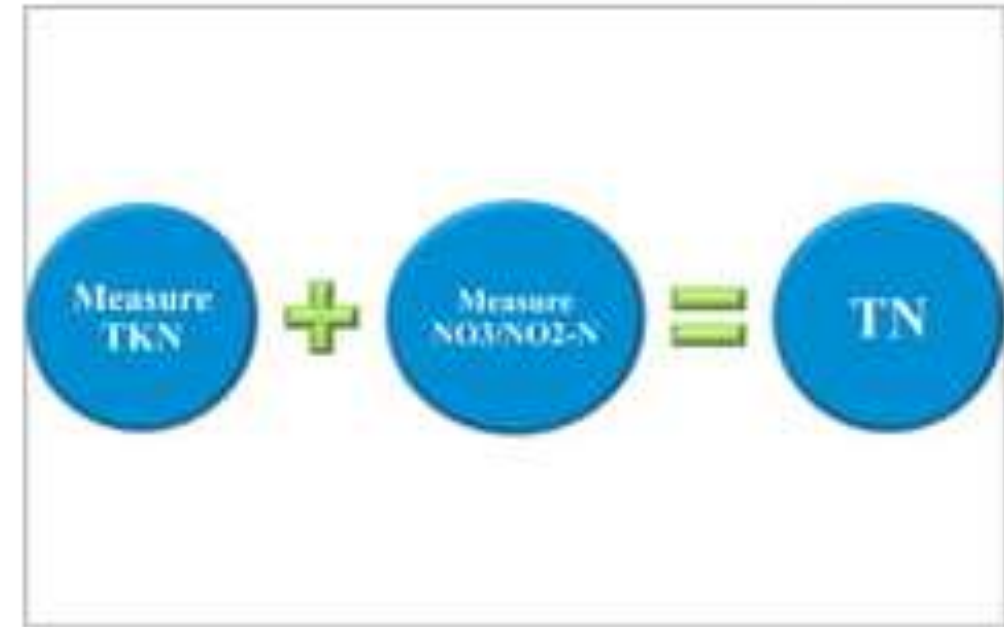 Measure
TKN
+
Measure
NO3/NO2-N
=
TN